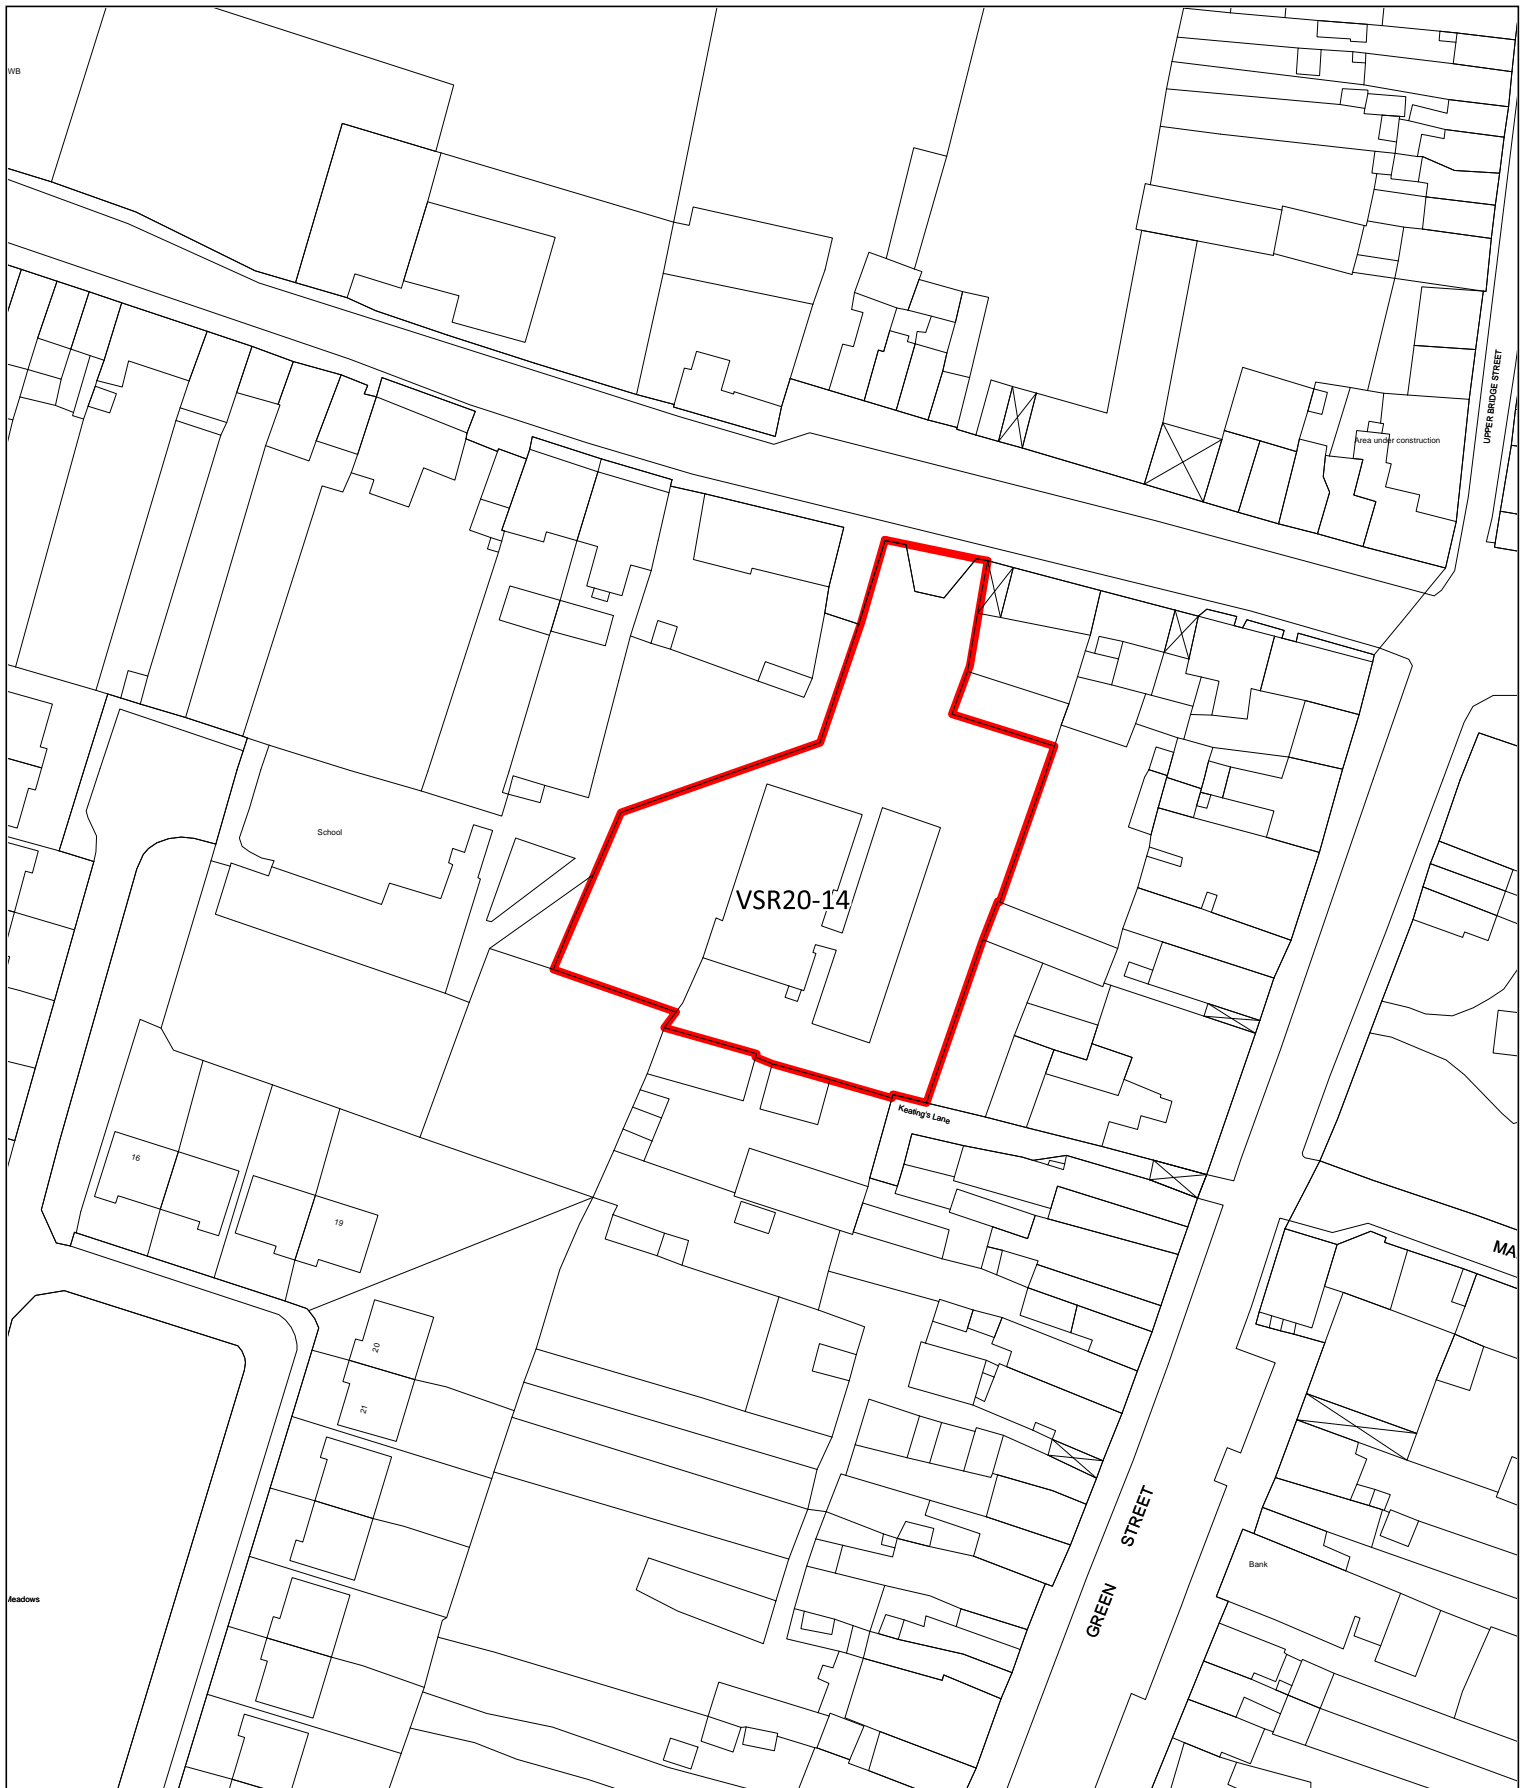 WB
UPPER BRIDGE STREET
Area under construction
School
VSR20-14
Keating's Lane
16
19
MA
20
21
GREEN STREET
Bank
Meadows